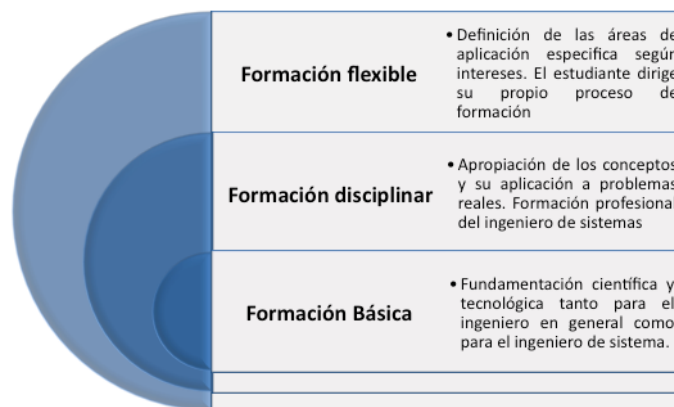 Formación flexible
• Definición de las áreas de
aplicación especifica según
intereses. El estudiante dirige
su propio proceso de
formación
Formación disciplinar
• Apropiación de los conceptos
y su aplicación a problemas
reales. Formación profesional
del ingeniero de sistemas
Formación Básica
• Fundamentación científica y
tecnológica tanto para el
ingeniero en general como
para el ingeniero de sistema.